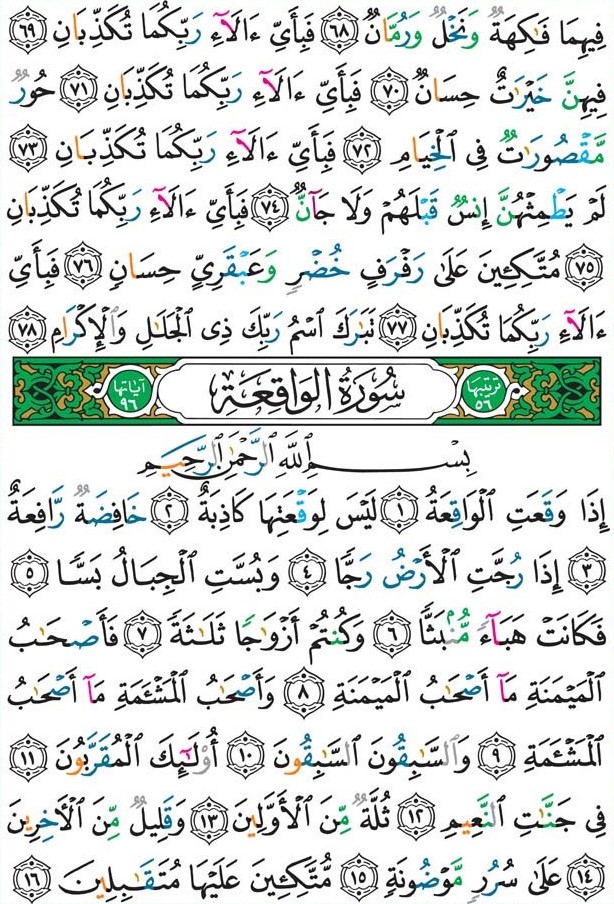 فِيهِمَا فَٰكِهَةٌ وَنَخْلٌ وَرُمَّانٌ ٦٨ فَبِأَيِّ ءَالَآءِ رَبِّكُمَا تُكَذِّبَانِ ٦٩
فِيهِنَّ خَيْرَٰتٌ حِسَانٌ ٧٠ فَبِأَيِّ ءَالَآءِ رَبِّكُمَا تُكَذِّبَانِ ٧١ حُورٌ
مَّقْصُورَٰتٌ فِى ٱلْخِيَامِ ٧٢ فَبِأَيِّ ءَالَآءِ رَبِّكُمَا تُكَذِّبَانِ ٧٣
لَمْ يَطْمِثْهُنَّ إِنسٌ قَبْلَهُمْ وَلَا جَآنٌّ ٧٤ فَبِأَيِّ ءَالَآءِ رَبِّكُمَا تُكَذِّبَانِ
٧٥ مُتَّكِـِٔينَ عَلَىٰ رَفْرَفٍ خُضْرٍ وَعَبْقَرِيٍّ حِسَانٍ ٧٦ فَبِأَيِّ
ءَالَآءِ رَبِّكُمَا تُكَذِّبَانِ ٧٧ تَبَٰرَكَ ٱسْمُ رَبِّكَ ذِى ٱلْجَلَٰلِ وَٱلْإِكْرَامِ ٧٨
ترتيبها ٥٦ سُورَةُ الوَاقِعَةِ آياتها ٩٦
بِسْمِ ٱللَّهِ ٱلرَّحْمَٰنِ ٱلرَّحِيمِ
إِذَا وَقَعَتِ ٱلْوَاقِعَةُ ١ لَيْسَ لِوَقْعَتِهَا كَاذِبَةٌ ٢ خَافِضَةٌ رَّافِعَةٌ
٣ إِذَا رُجَّتِ ٱلْأَرْضُ رَجًّا ٤ وَبُسَّتِ ٱلْجِبَالُ بَسًّا ٥
فَكَانَتْ هَبَآءً مُّنۢبَثًّا ٦ وَكُنتُمْ أَزْوَٰجًا ثَلَٰثَةً ٧ فَأَصْحَٰبُ
ٱلْمَيْمَنَةِ مَآ أَصْحَٰبُ ٱلْمَيْمَنَةِ ٨ وَأَصْحَٰبُ ٱلْمَشْـَٔمَةِ مَآ أَصْحَٰبُ
ٱلْمَشْـَٔمَةِ ٩ وَٱلسَّٰبِقُونَ ٱلسَّٰبِقُونَ ١٠ أُو۟لَٰٓئِكَ ٱلْمُقَرَّبُونَ ١١
فِى جَنَّٰتِ ٱلنَّعِيمِ ١٢ ثُلَّةٌ مِّنَ ٱلْأَوَّلِينَ ١٣ وَقَلِيلٌ مِّنَ ٱلْـَٔاخِرِينَ
١٤ عَلَىٰ سُرُرٍ مَّوْضُونَةٍ ١٥ مُّتَّكِـِٔينَ عَلَيْهَا مُتَقَٰبِلِينَ ١٦